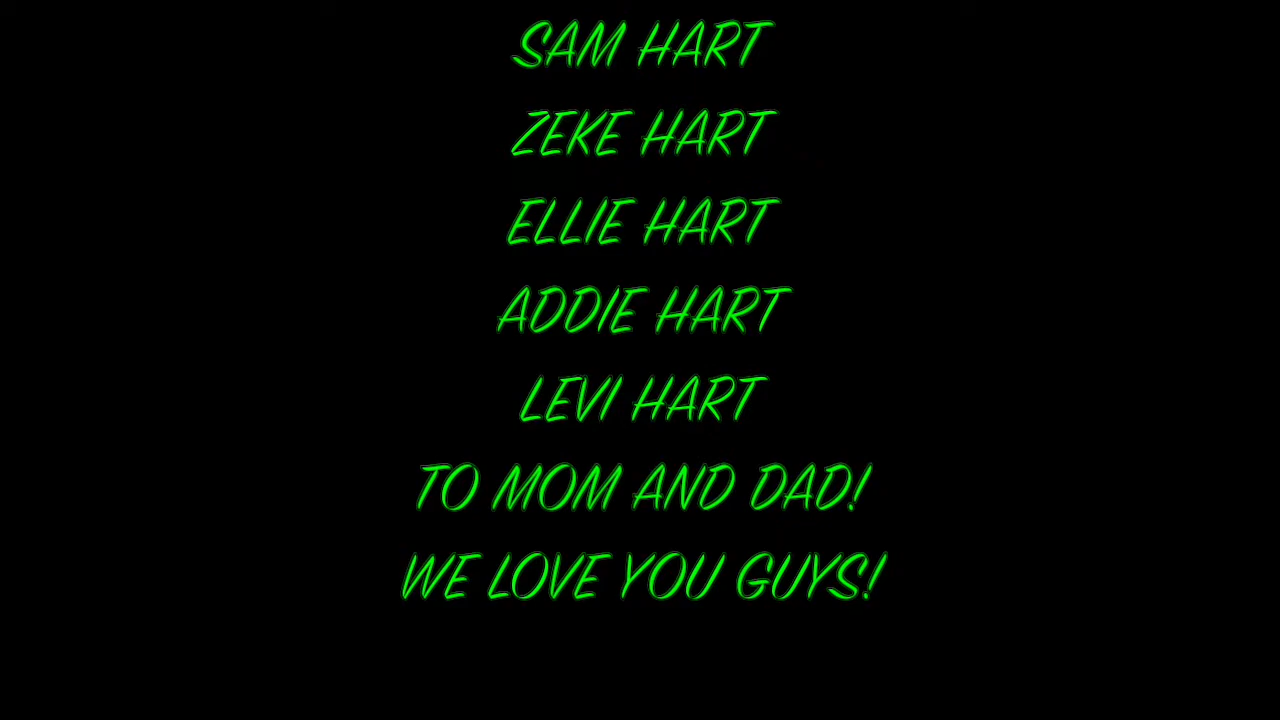 SAM HART
ZEKE HART
ELLIE HART
ADDIE HART
LEVI HART
TO MOM AND DAD!
WE LOVE YOU GUYS!